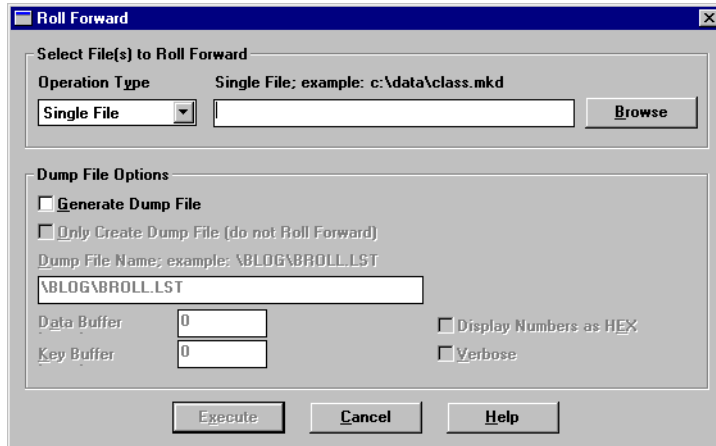 Roll Forward
Select File(s) to Roll Forward
Operation Type
Single File; example: c:\data\class.mkd
Single File
Browse
Dump File Options
Generate Dump File
Only Create Dump File (do not Roll Forward)
Dump File Name; example: \BLOG\BROLL.LST
\BLOG\BROLL.LST
Data Buffer
0
Display Numbers as HEX
Key Buffer
0
Verbose
Execute
Cancel
Help